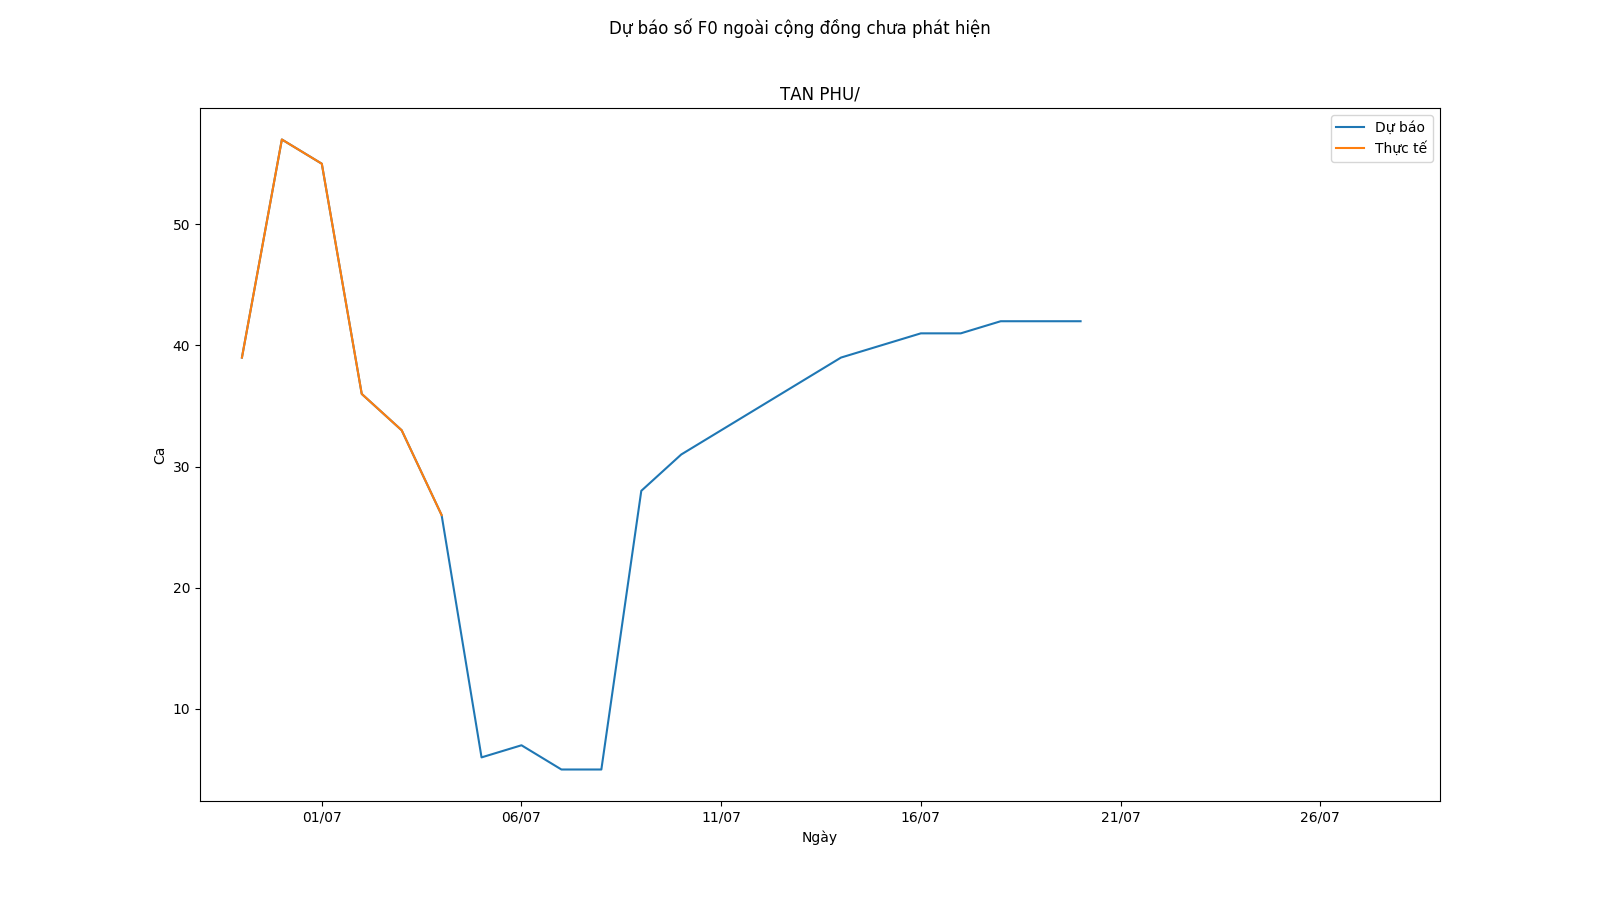 Dự báo số F0 ngoài cộng đồng chưa phát hiện
TAN PHU/
Dự báo
Thực tế
50
40
30
20
10
Ca
01/07
06/07
11/07
16/07
21/07
26/07
Ngày